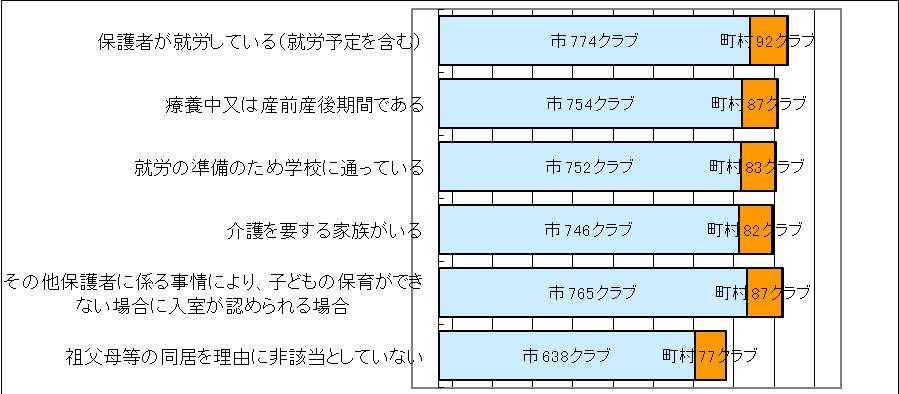 保護者が就労している（就労予定を含む） 市 774クラブ 町村 92クラブ
療養中又は産前産後期間である 市 754クラブ 町村 87クラブ
就労の準備のため学校に通っている 市 752クラブ 町村 83クラブ
介護を要する家族がいる 市 746クラブ 町村 82クラブ
その他保護者に係る事情により、子どもの保育ができ
ない場合に入室が認められる場合 市 765クラブ 町村 87クラブ
祖父母等の同居を理由に非該当としていない 市 638クラブ 町村 77クラブ